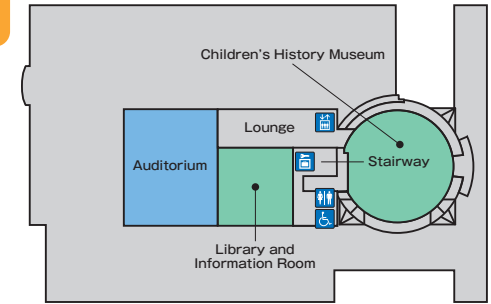 Children's History Museum
Lounge
Auditorium
Stairway
Library and
Information Room